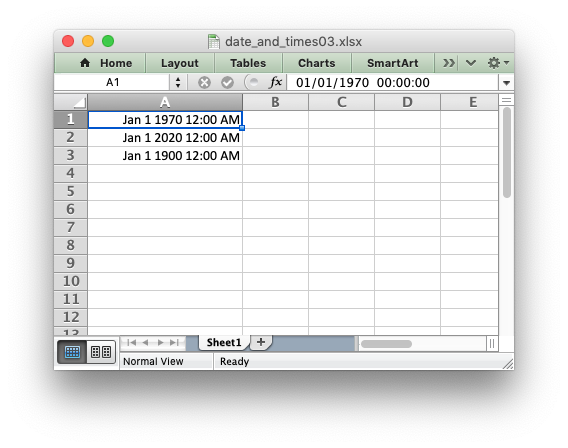 date_and_times03.xlsx
Home Layout Tables Charts SmartArt
A1 fx 01/01/1970 00:00:00
A B C D E
1 Jan 1 1970 12:00 AM
2 Jan 1 2020 12:00 AM
3 Jan 1 1900 12:00 AM
4
5
6
7
8
9
10
11
12
13
Sheet1 +
Normal View Ready